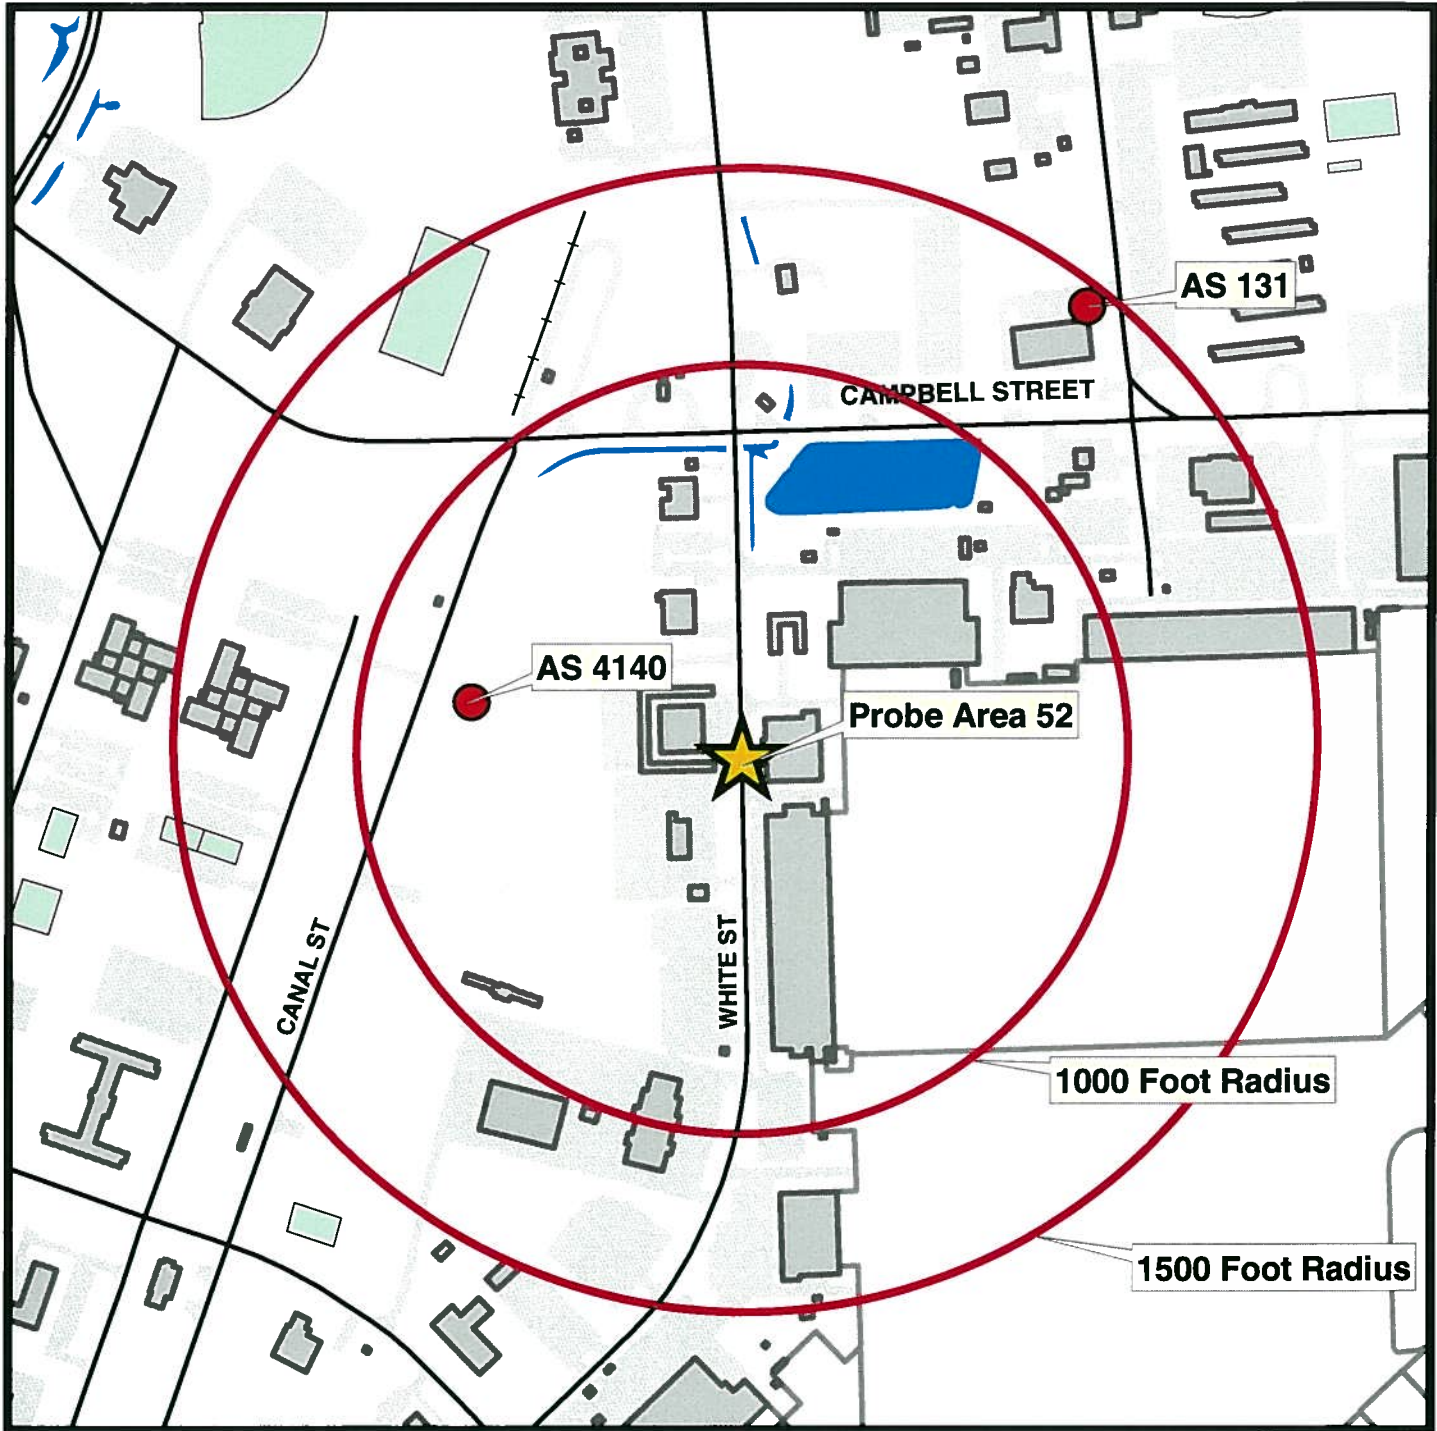 AS 131
CAMPBELL STREET
AS 4140
Probe Area 52
CANAL ST
WHITE ST
1000 Foot Radius
1500 Foot Radius